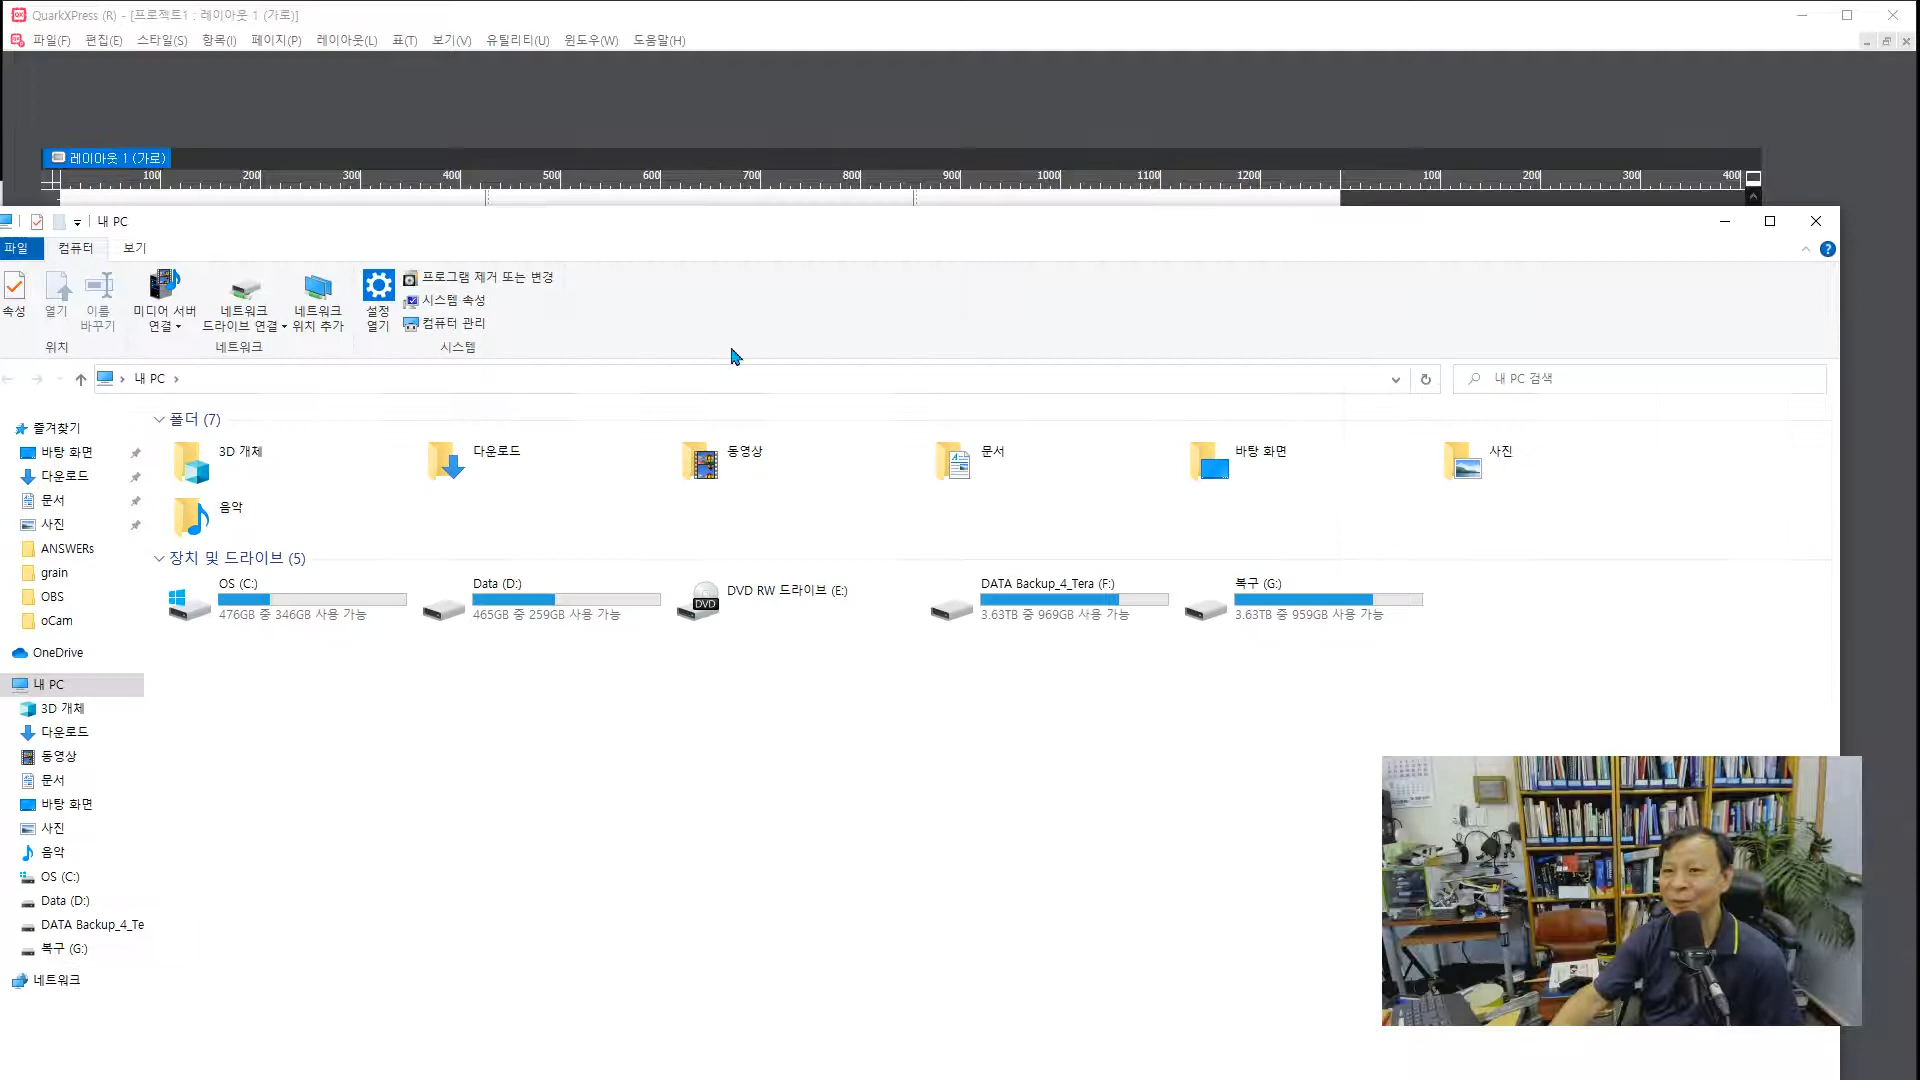 QuarkXPress (R) - [프로젝트1 : 레이아웃 1 (가로)]
파일(F) 편집(E) 스타일(S) 항목(I) 페이지(P) 레이아웃(L) 표(T) 보기(V) 유틸리티(U) 윈도우(W) 도움말(H)
레이아웃 1 (가로)
100 200 300 400 500 600 700 800 900 1000 1100 1200 100 200 300 400
내 PC
파일 컴퓨터 보기
속성
열기
이름
바꾸기
위치
미디어 서버
연결
네트워크
드라이브 연결
네트워크
위치 추가
네트워크
설정
열기
프로그램 제거 또는 변경
시스템 속성
컴퓨터 관리
시스템
내 PC
내 PC 검색
즐겨찾기
바탕 화면
다운로드
문서
사진
ANSWERs
grain
OBS
oCam
OneDrive
내 PC
3D 개체
다운로드
동영상
문서
바탕 화면
사진
음악
OS (C:)
Data (D:)
DATA Backup_4_Te
복구 (G:)
네트워크
폴더 (7)
3D 개체
다운로드
동영상
문서
바탕 화면
사진
음악
장치 및 드라이브 (5)
OS (C:)
476GB 중 346GB 사용 가능
Data (D:)
465GB 중 259GB 사용 가능
DVD RW 드라이브 (E:)
DVD
DATA Backup_4_Tera (F:)
3.63TB 중 969GB 사용 가능
복구 (G:)
3.63TB 중 959GB 사용 가능